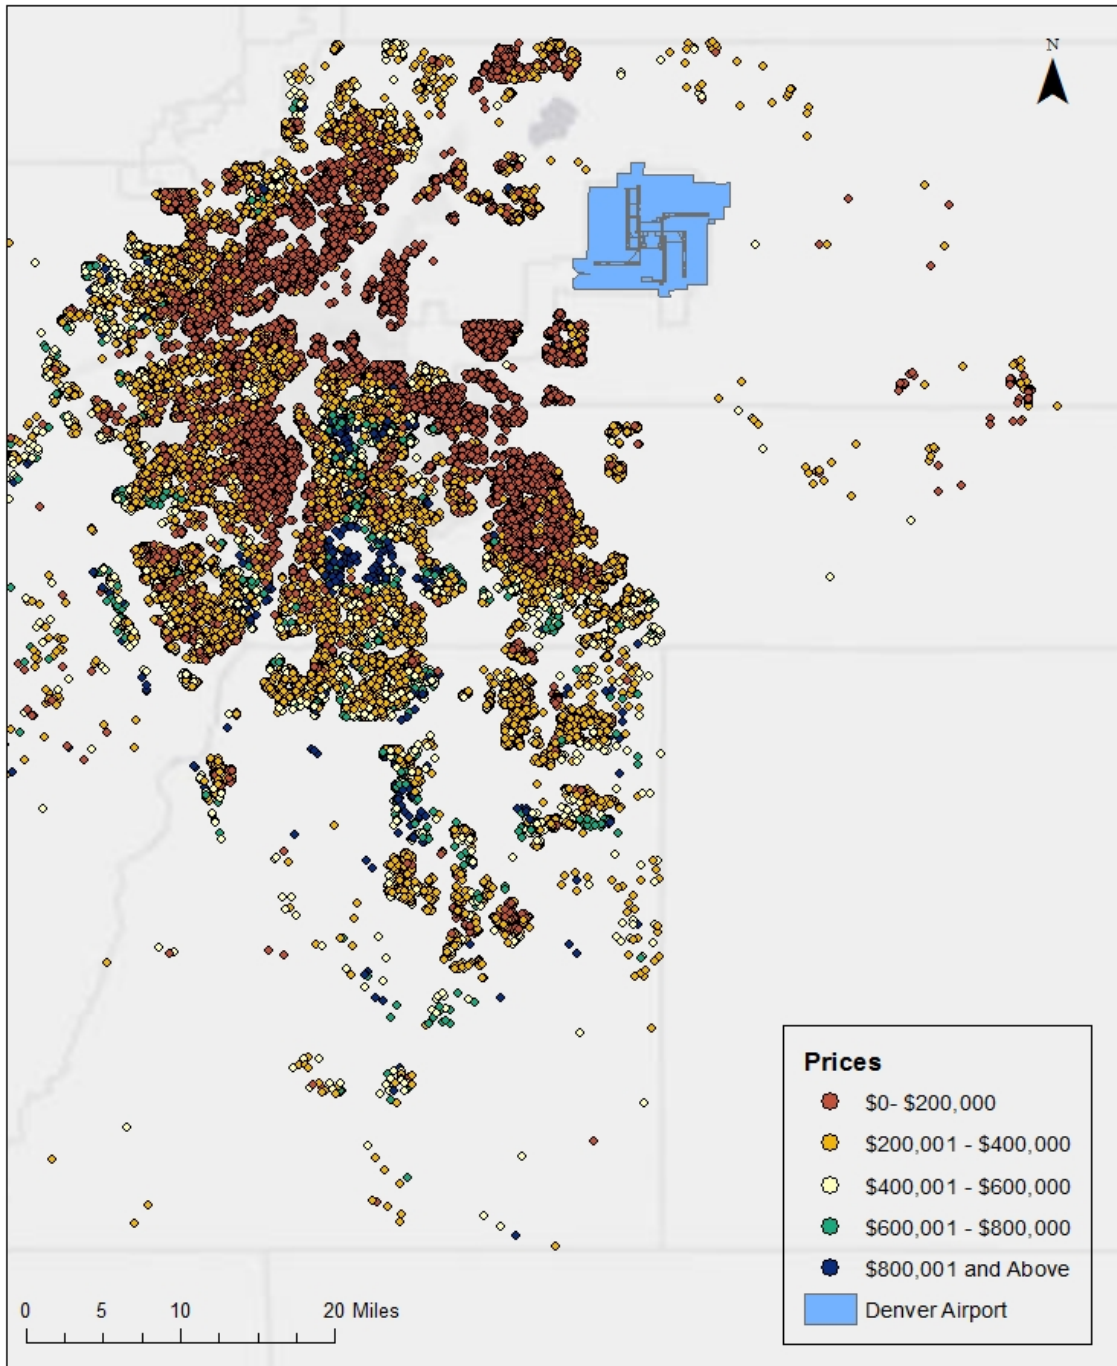 N
Prices
$0- $200,000
$200,001 - $400,000
$400,001 - $600,000
$600,001 - $800,000
$800,001 and Above
Denver Airport
0 5 10 20 Miles